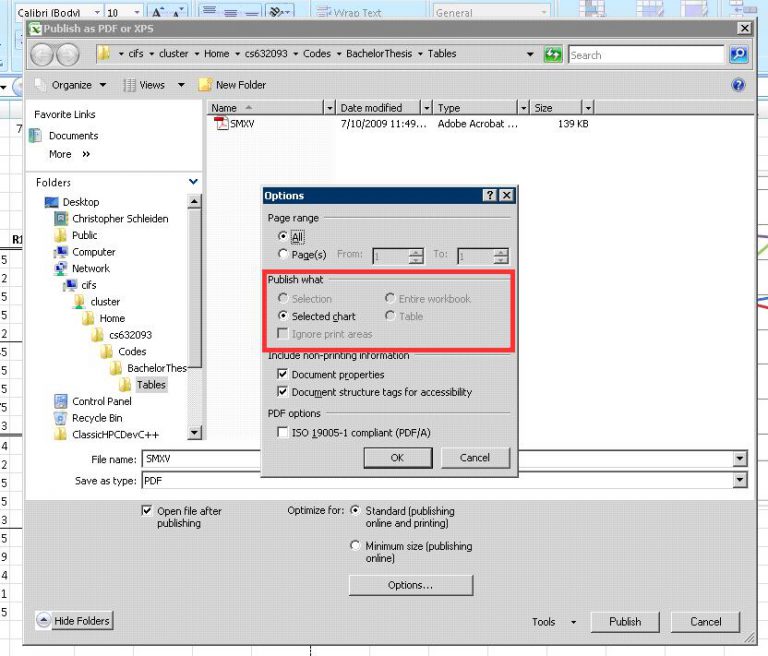 Calibri (Body) 10 A A Wrap Text General
Publish as PDF or XPS
cifs cluster Home cs632093 Codes BachelorThesis Tables Search
Organize Views New Folder
Favorite Links
Documents
More »
Name Date modified Type Size
SMXV 7/10/2009 11:49... Adobe Acrobat ... 139 KB
Folders
Desktop
Christopher Schleiden
Public
Computer
Network
cifs
cluster
Home
cs632093
Codes
BachelorThes
Tables
Control Panel
Recycle Bin
ClassicHPCDevC++
Options
Page range
All
Page(s) From: 1 To: 1
Publish what
Selection Entire workbook
Selected chart Table
Ignore print areas
Include non-printing information
Document properties
Document structure tags for accessibility
PDF options
ISO 19005-1 compliant (PDF/A)
OK Cancel
File name: SMXV
Save as type: PDF
Open file after
publishing
Optimize for: Standard (publishing
online and printing)
Minimum size (publishing
online)
Options...
Hide Folders Tools Publish Cancel